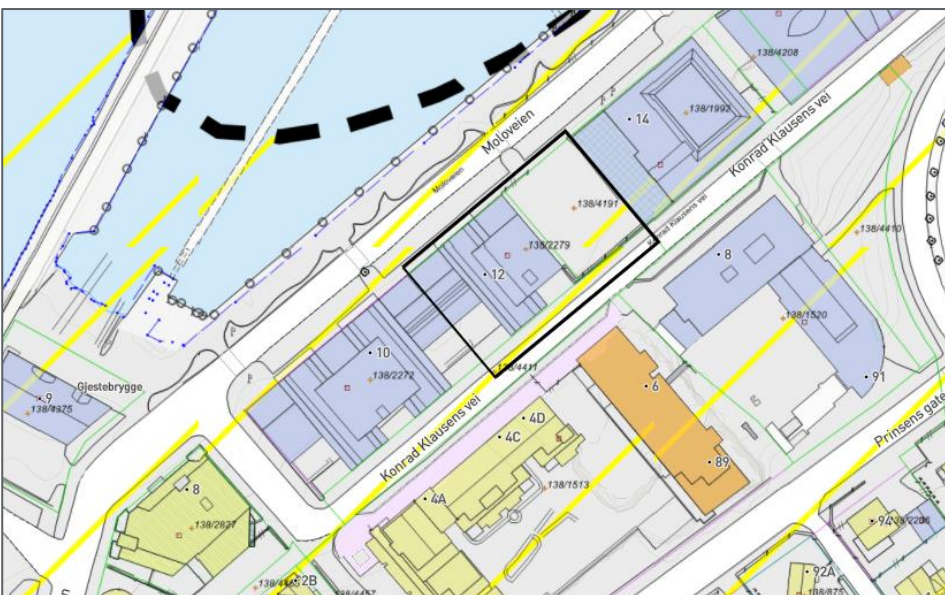 138/4208
Konrad Klausens vei
14
138/1992
Moloveien
Moloveien
138/4191
Konrad Klausens vei
138/4410
138/2279
12
8
138/1520
10
138/2272
Gjestebrygge
9
138/4375
91
6
Konrad Klausens vei
4D
4C
Prinsens gate
89
8
138/2827
4A
138/1513
94
92A
138/875